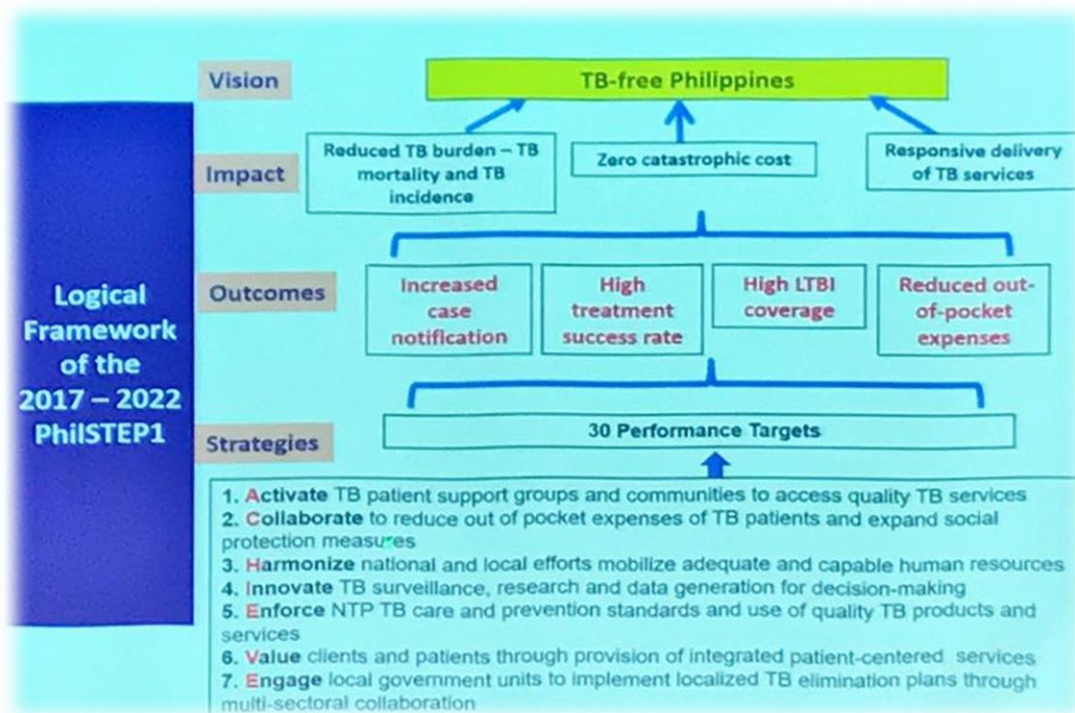 Vision
TB-free Philippines
Impact
Reduced TB burden – TB
mortality and TB
incidence
Zero catastrophic cost
Responsive delivery
of TB services
Logical
Framework
of the
2017 – 2022
PhilSTEP1
Outcomes
Increased
case
notification
High
treatment
success rate
High LTBI
coverage
Reduced out-
of-pocket
expenses
Strategies
30 Performance Targets
1. Activate TB patient support groups and communities to access quality TB services
2. Collaborate to reduce out of pocket expenses of TB patients and expand social
protection measures
3. Harmonize national and local efforts mobilize adequate and capable human resources
4. Innovate TB surveillance, research and data generation for decision-making
5. Enforce NTP TB care and prevention standards and use of quality TB products and
services
6. Value clients and patients through provision of integrated patient-centered services
7. Engage local government units to implement localized TB elimination plans through
multi-sectoral collaboration